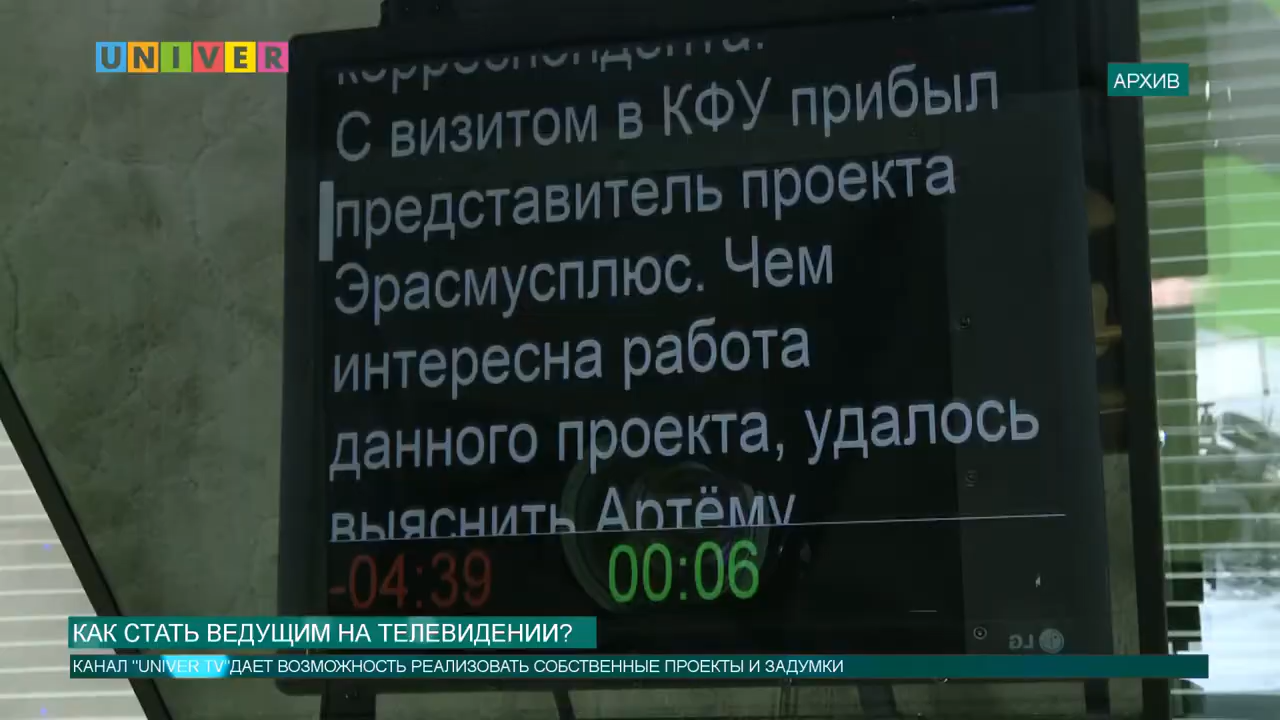 UNIVER
АРХИВ
корреспондента.
С визитом в КФУ прибыл
представитель проекта
Эрасмусплюс. Чем
интересна работа
данного проекта, удалось
выяснить Артёму
-04:39 00:06
LG
КАК СТАТЬ ВЕДУЩИМ НА ТЕЛЕВИДЕНИИ?
КАНАЛ "UNIVER TV" ДАЕТ ВОЗМОЖНОСТЬ РЕАЛИЗОВАТЬ СОБСТВЕННЫЕ ПРОЕКТЫ И ЗАДУМКИ